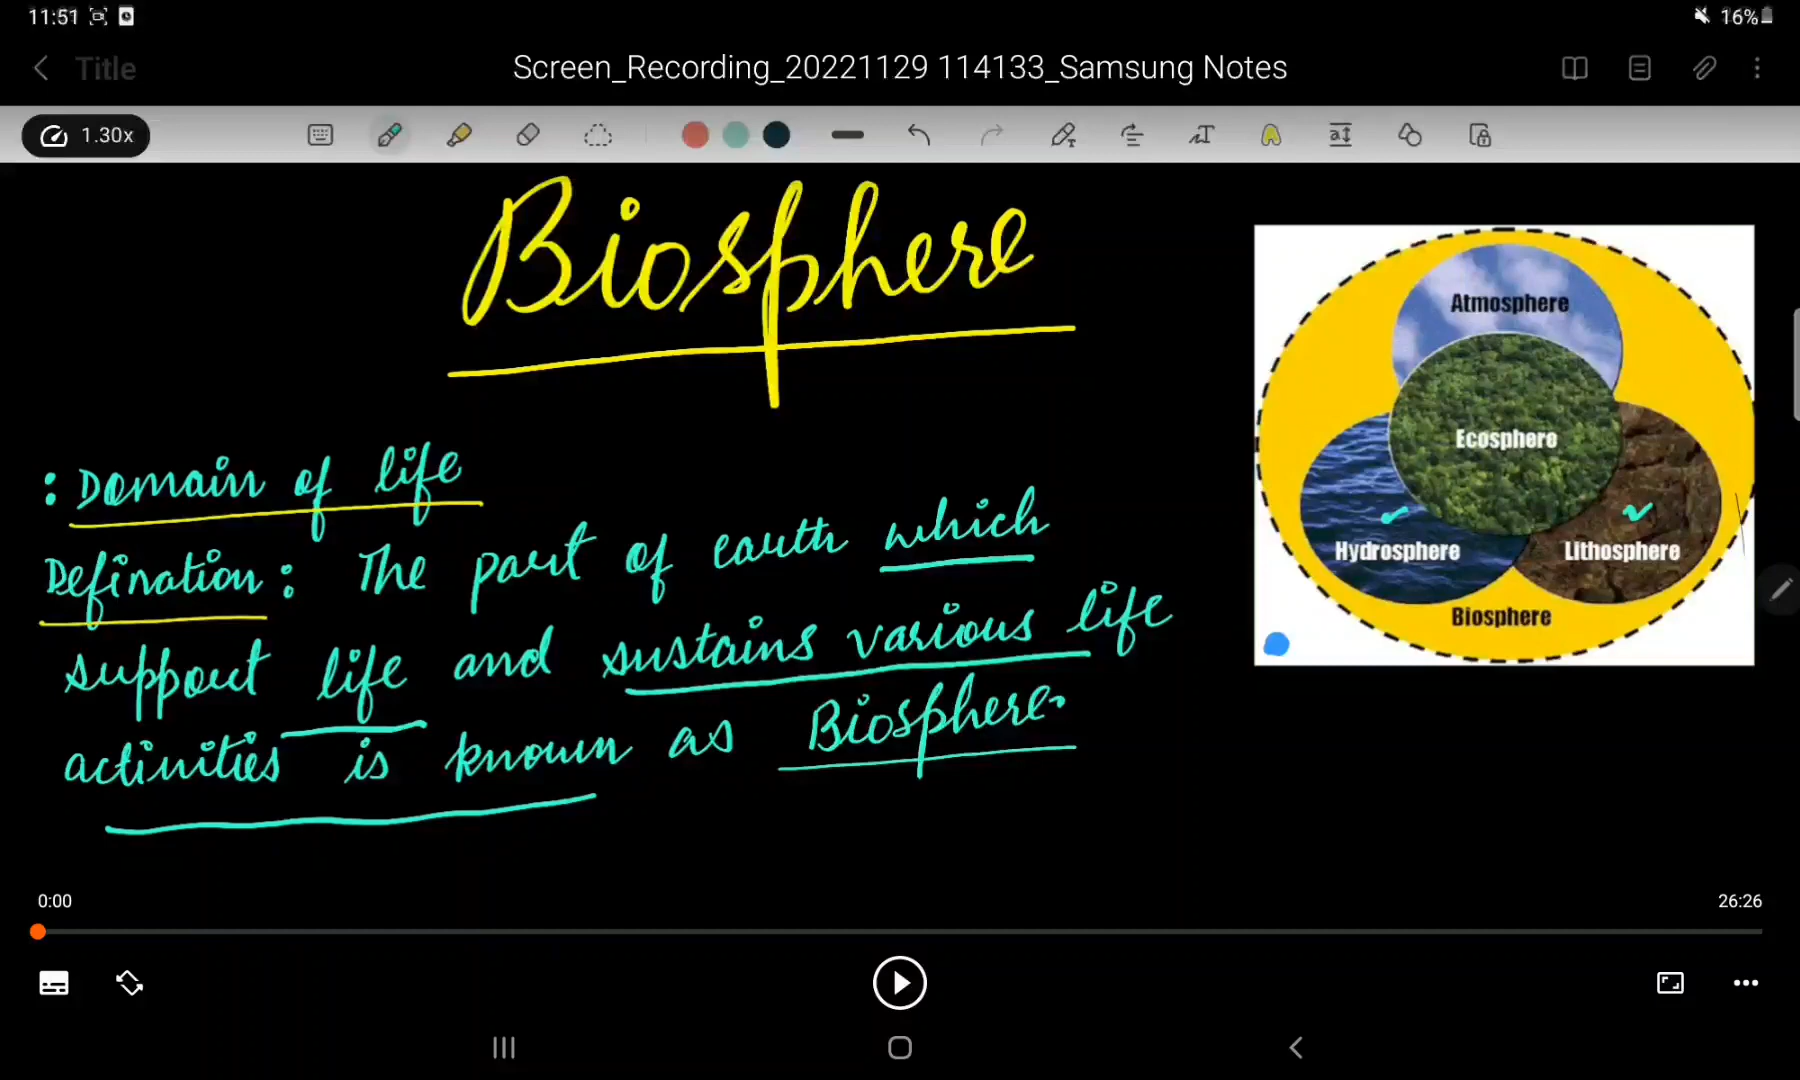 11:51
16%
Title
Screen_Recording_20221129 114133_Samsung Notes
1.30x
Biosphere
: Domain of life
Defination: The part of earth which
support life and sustains various life
activities is known as Biosphere.
Atmosphere
Ecosphere
Hydrosphere
Lithosphere
Biosphere
0:00
26:26